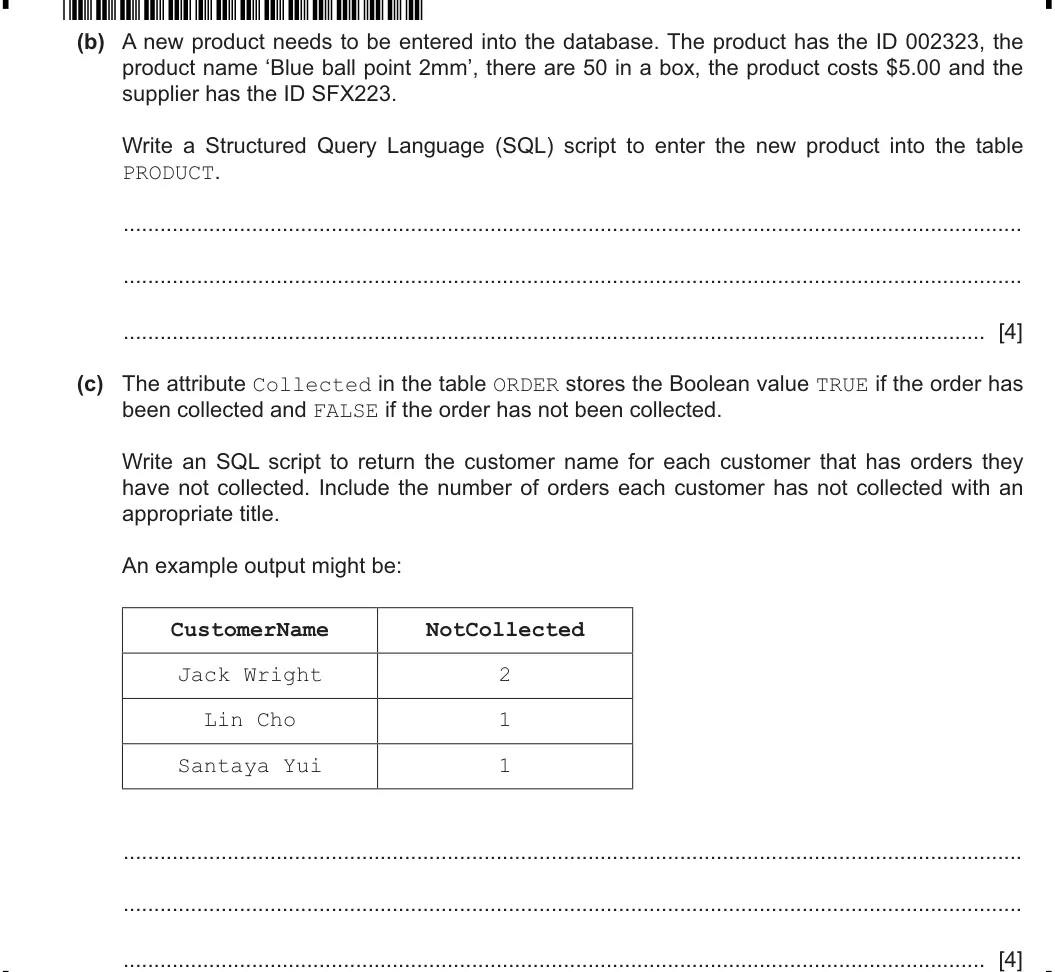 (b) A new product needs to be entered into the database. The product has the ID 002323, the
product name ‘Blue ball point 2mm’, there are 50 in a box, the product costs $5.00 and the
supplier has the ID SFX223.
Write a Structured Query Language (SQL) script to enter the new product into the table
PRODUCT.
[4]
(c) The attribute Collected in the table ORDER stores the Boolean value TRUE if the order has
been collected and FALSE if the order has not been collected.
Write an SQL script to return the customer name for each customer that has orders they
have not collected. Include the number of orders each customer has not collected with an
appropriate title.
An example output might be:
CustomerName NotCollected
Jack Wright 2
Lin Cho 1
Santaya Yui 1
[4]